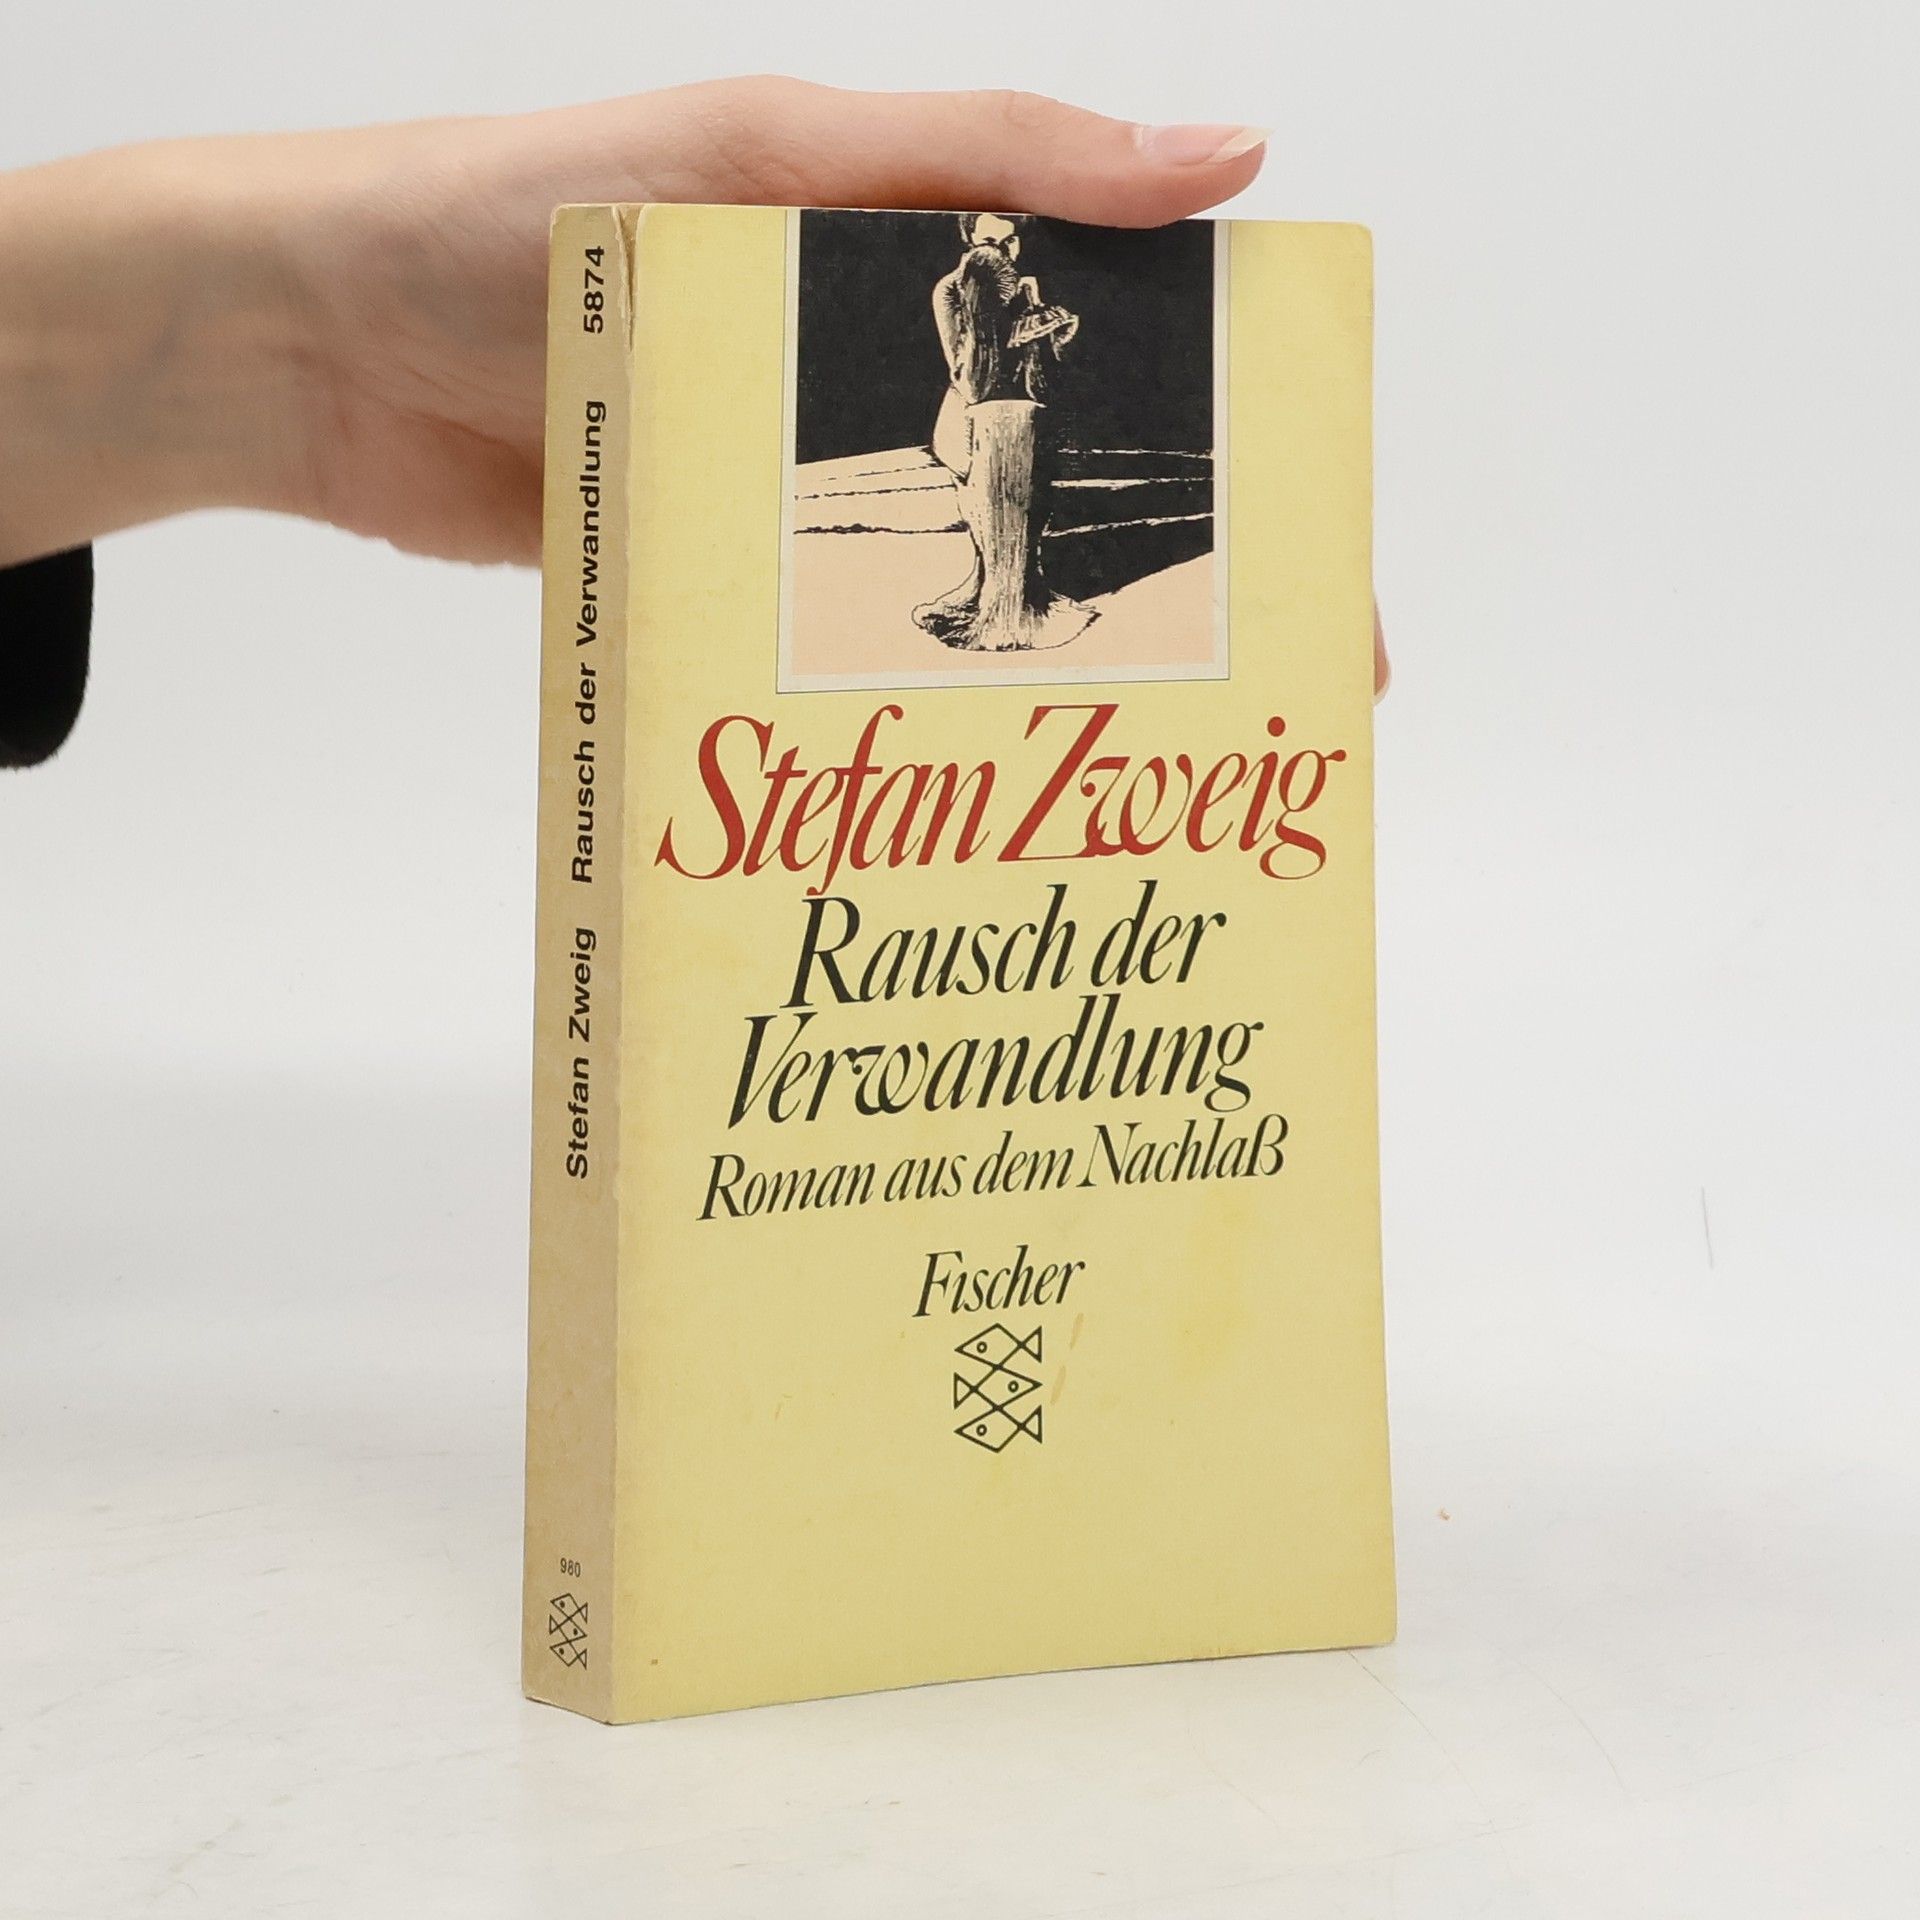 Stefan Zweig Rausch der Verwandlung 5874
980
Stefan Zweig
Rausch der
Verwandlung
Roman aus dem Nachlaß
Fischer